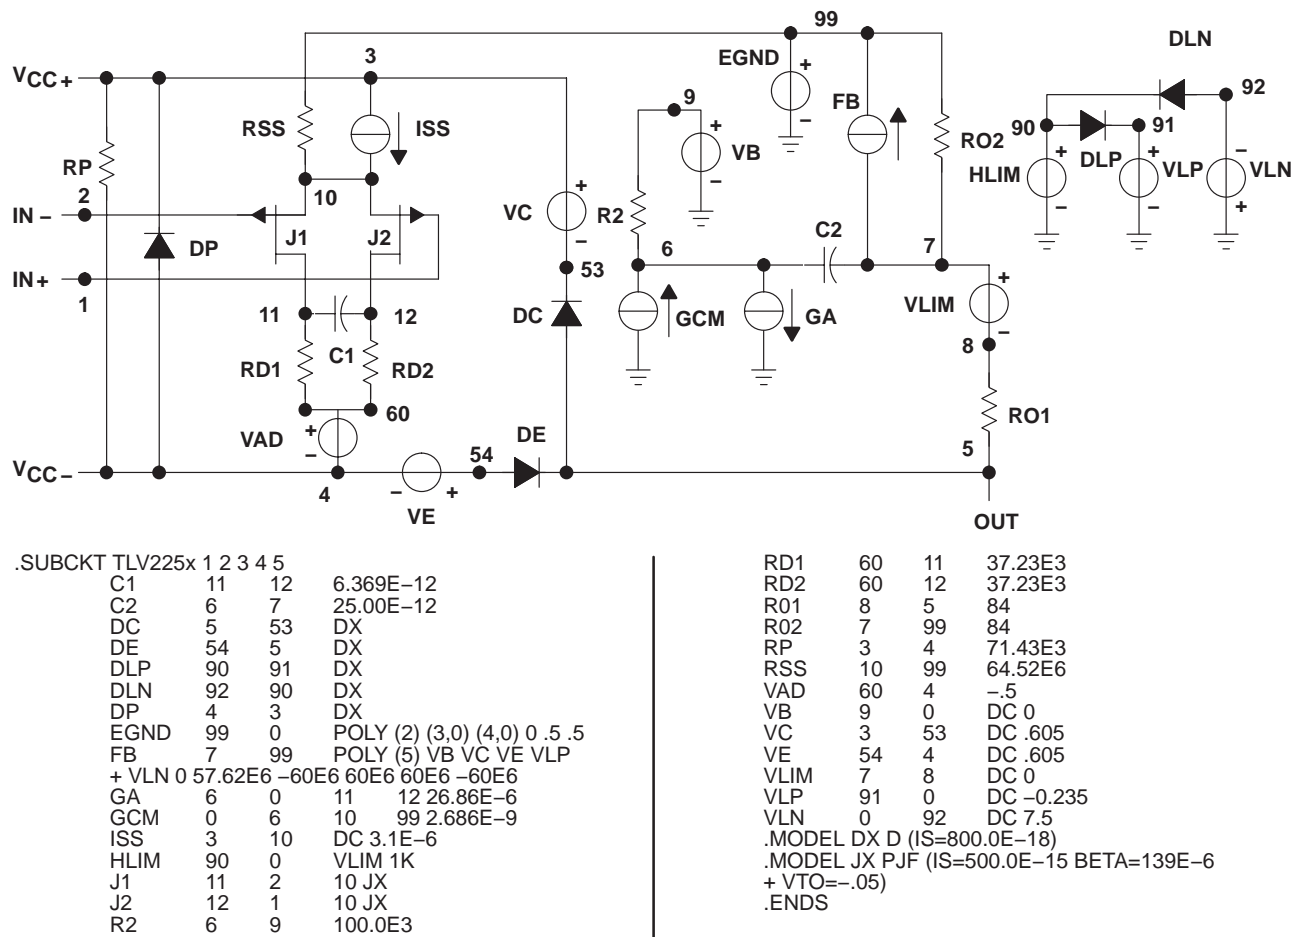 99
DLN
3
VCC+
EGND
+
−
92
9
FB
RSS
ISS
+
−
VB
RO2
90
91
RP
DLP
HLIM
+
−
+
−
VLP
−
+
VLN
10
2
IN −
VC
+
−
R2
C2
J1
J2
DP
6
7
IN+
53
1
+
−
VLIM
11
12
DC
GCM
GA
C1
8
RD1
RD2
60
RO1
VAD
+
−
DE
54
5
VCC−
4
−
+
VE
OUT
.SUBCKT TLV225x 1 2 3 4 5
C1 11 12 6.369E−12
C2 6 7 25.00E−12
DC 5 53 DX
DE 54 5 DX
DLP 90 91 DX
DLN 92 90 DX
DP 4 3 DX
EGND 99 0 POLY (2) (3,0) (4,0) 0 .5 .5
FB 7 99 POLY (5) VB VC VE VLP
+ VLN 0 57.62E6 −60E6 60E6 60E6 −60E6
GA 6 0 11 12 26.86E−6
GCM 0 6 10 99 2.686E−9
ISS 3 10 DC 3.1E−6
HLIM 90 0 VLIM 1K
J1 11 2 10 JX
J2 12 1 10 JX
R2 6 9 100.0E3
RD1 60 11 37.23E3
RD2 60 12 37.23E3
R01 8 5 84
R02 7 99 84
RP 3 4 71.43E3
RSS 10 99 64.52E6
VAD 60 4 −.5
VB 9 0 DC 0
VC 3 53 DC .605
VE 54 4 DC .605
VLIM 7 8 DC 0
VLP 91 0 DC −0.235
VLN 0 92 DC 7.5
.MODEL DX D (IS=800.0E−18)
.MODEL JX PJF (IS=500.0E−15 BETA=139E−6
+ VTO=−.05)
.ENDS